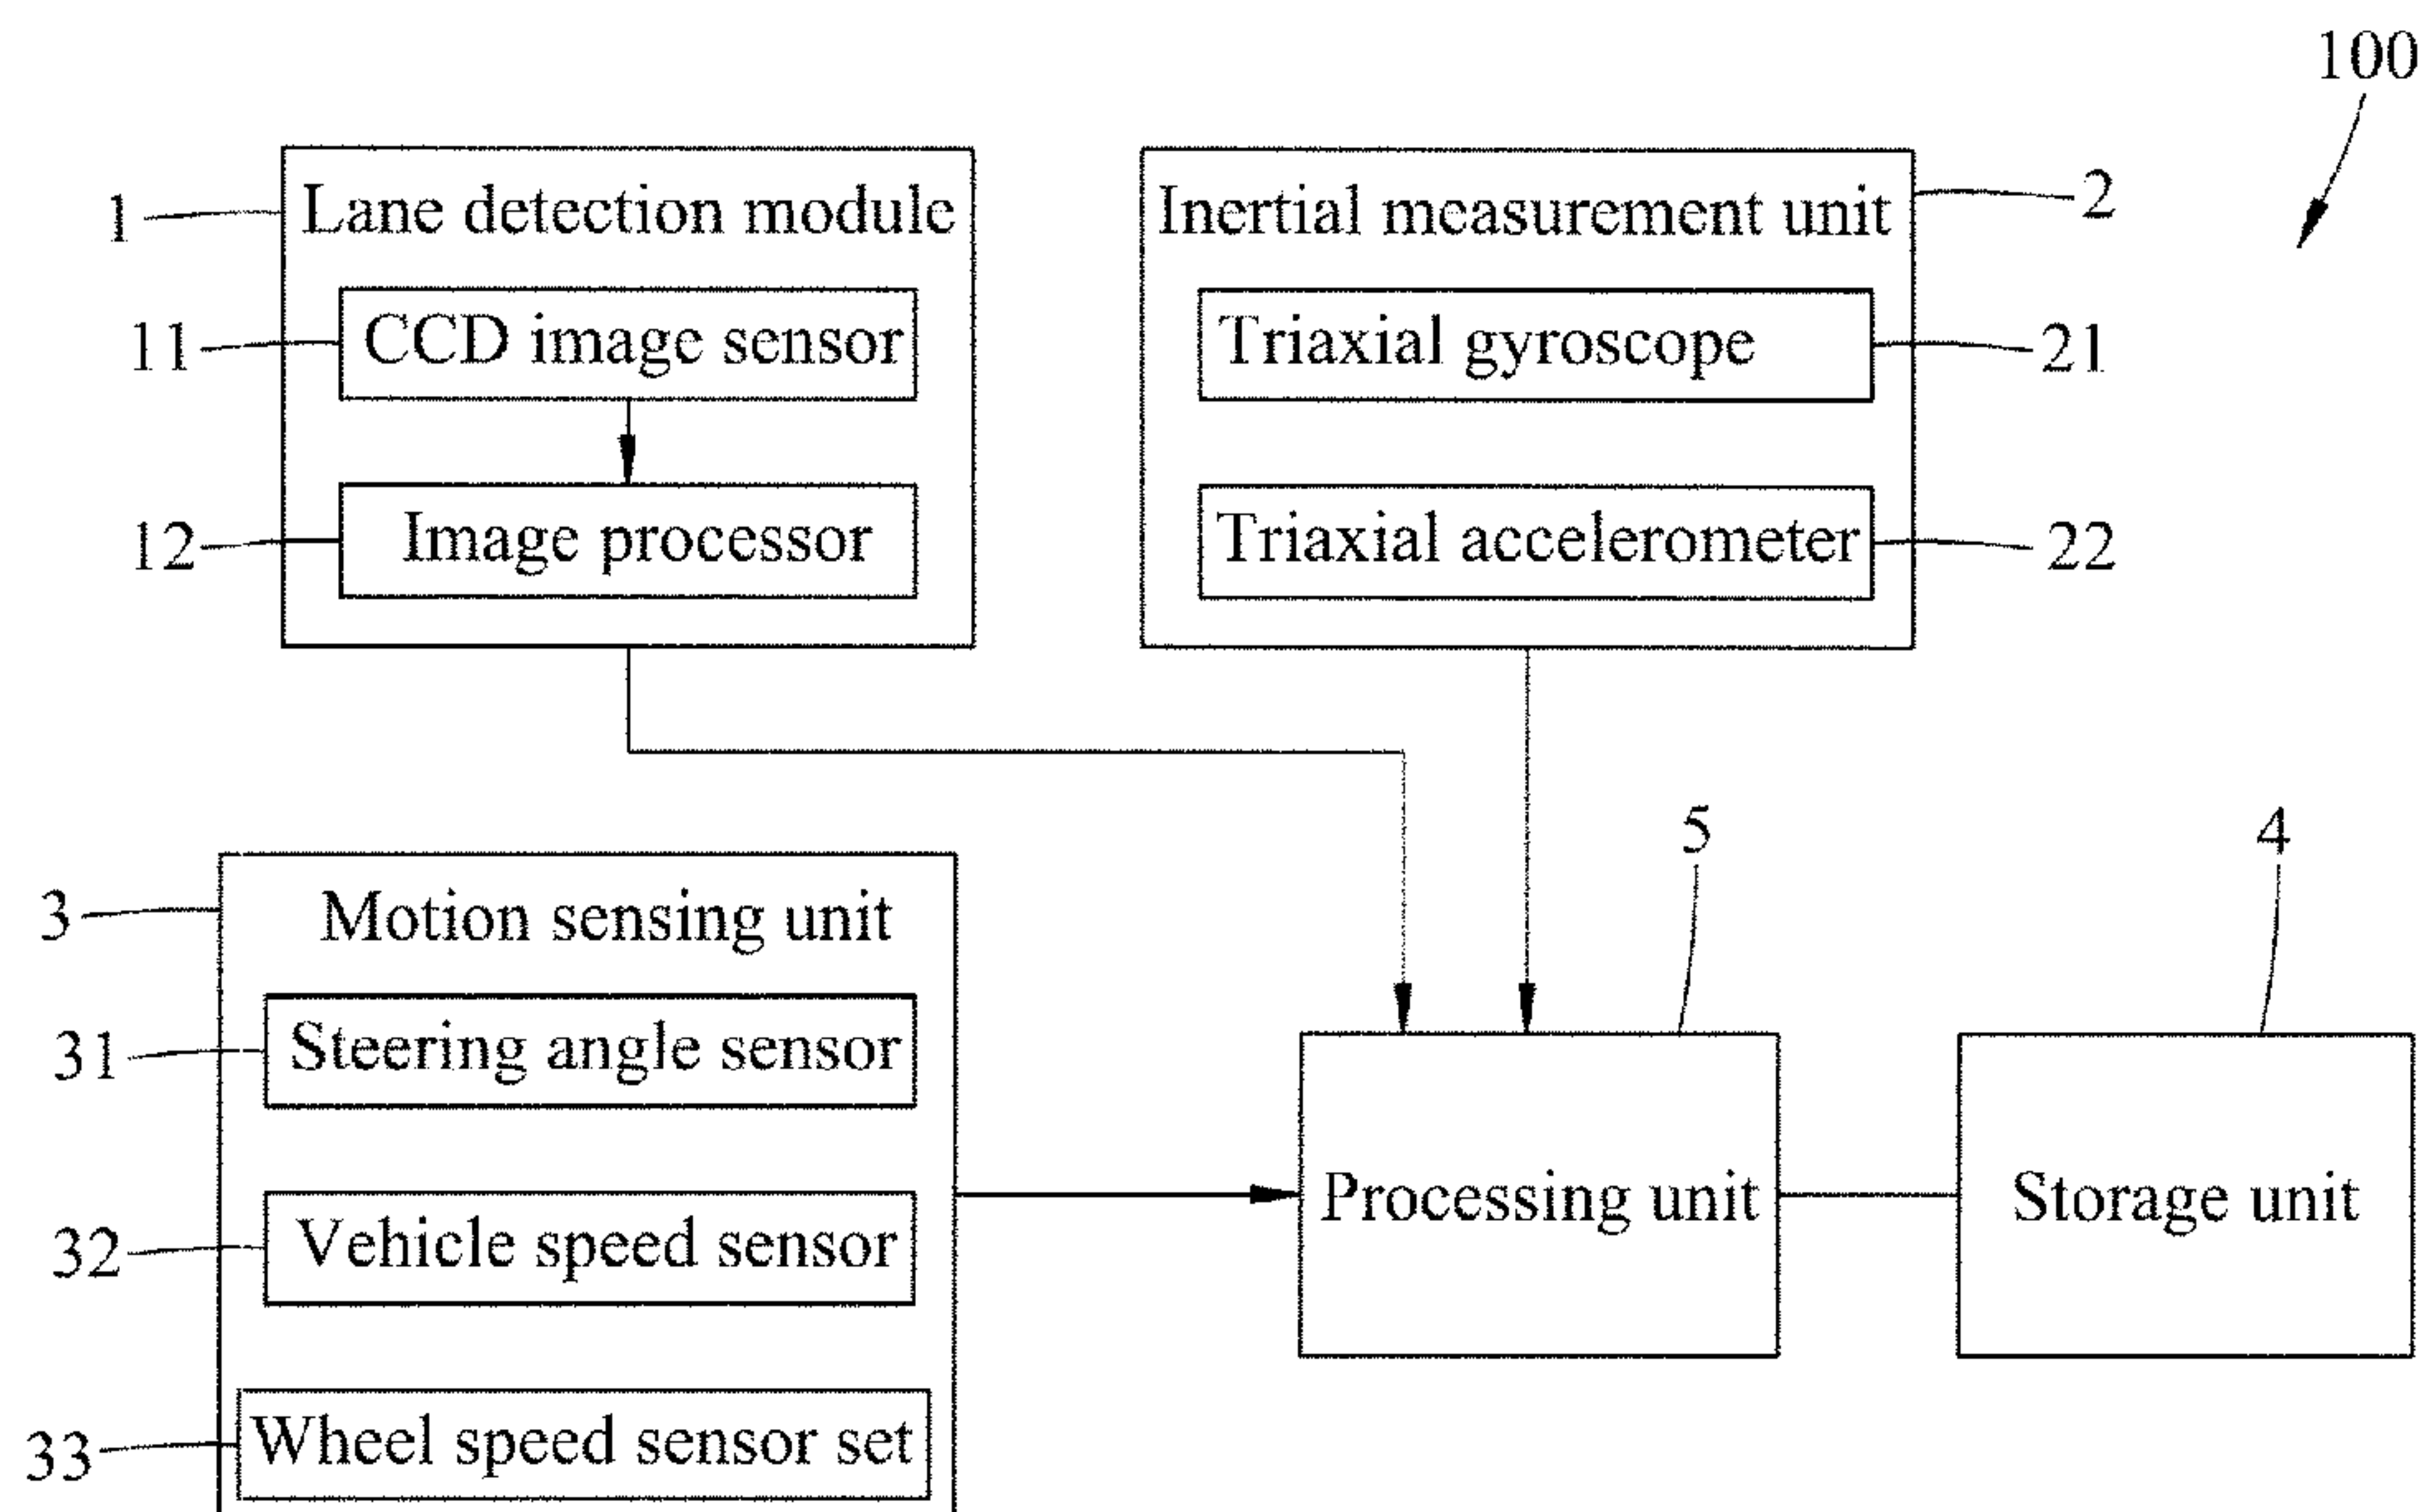 100
1
Lane detection module
Inertial measurement unit
2
11
CCD image sensor
Triaxial gyroscope
21
12
Image processor
Triaxial accelerometer
22
3
Motion sensing unit
5
4
31
Steering angle sensor
Processing unit
Storage unit
32
Vehicle speed sensor
33
Wheel speed sensor set